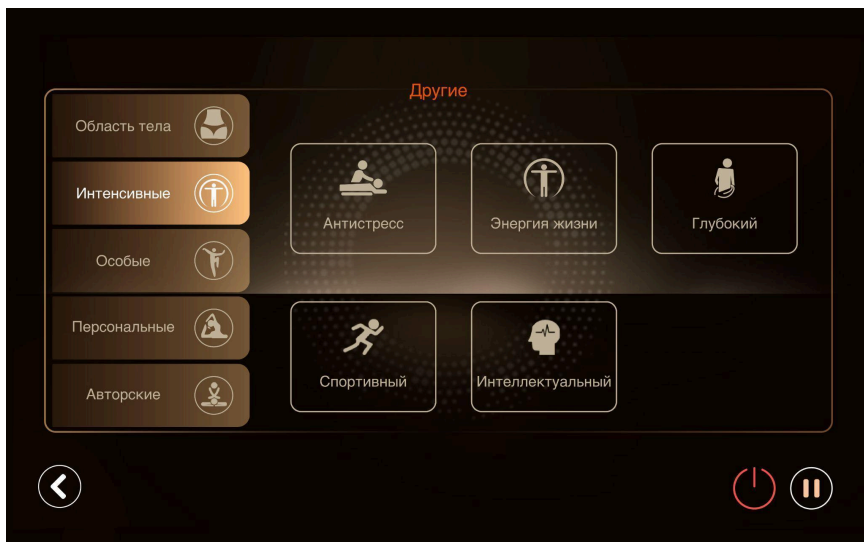 Другие
Область тела
Интенсивные
Особые
Персональные
Авторские
Антистресс
Энергия жизни
Глубокий
Спортивный
Интеллектуальный